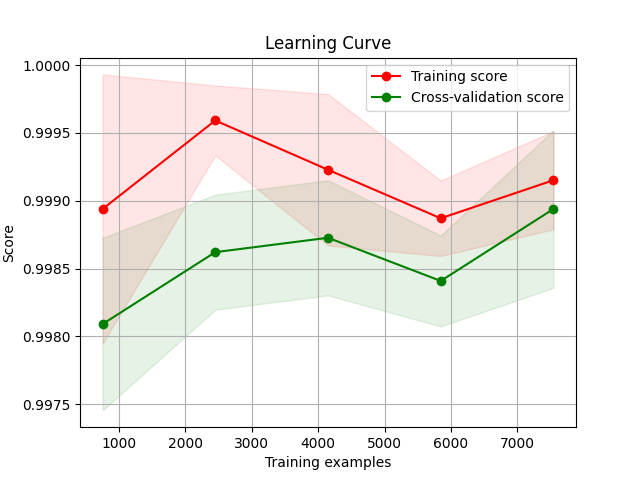 Learning Curve
1.0000
0.9995
0.9990
0.9985
0.9980
0.9975
Score
Training score
Cross-validation score
1000 2000 3000 4000 5000 6000 7000
Training examples